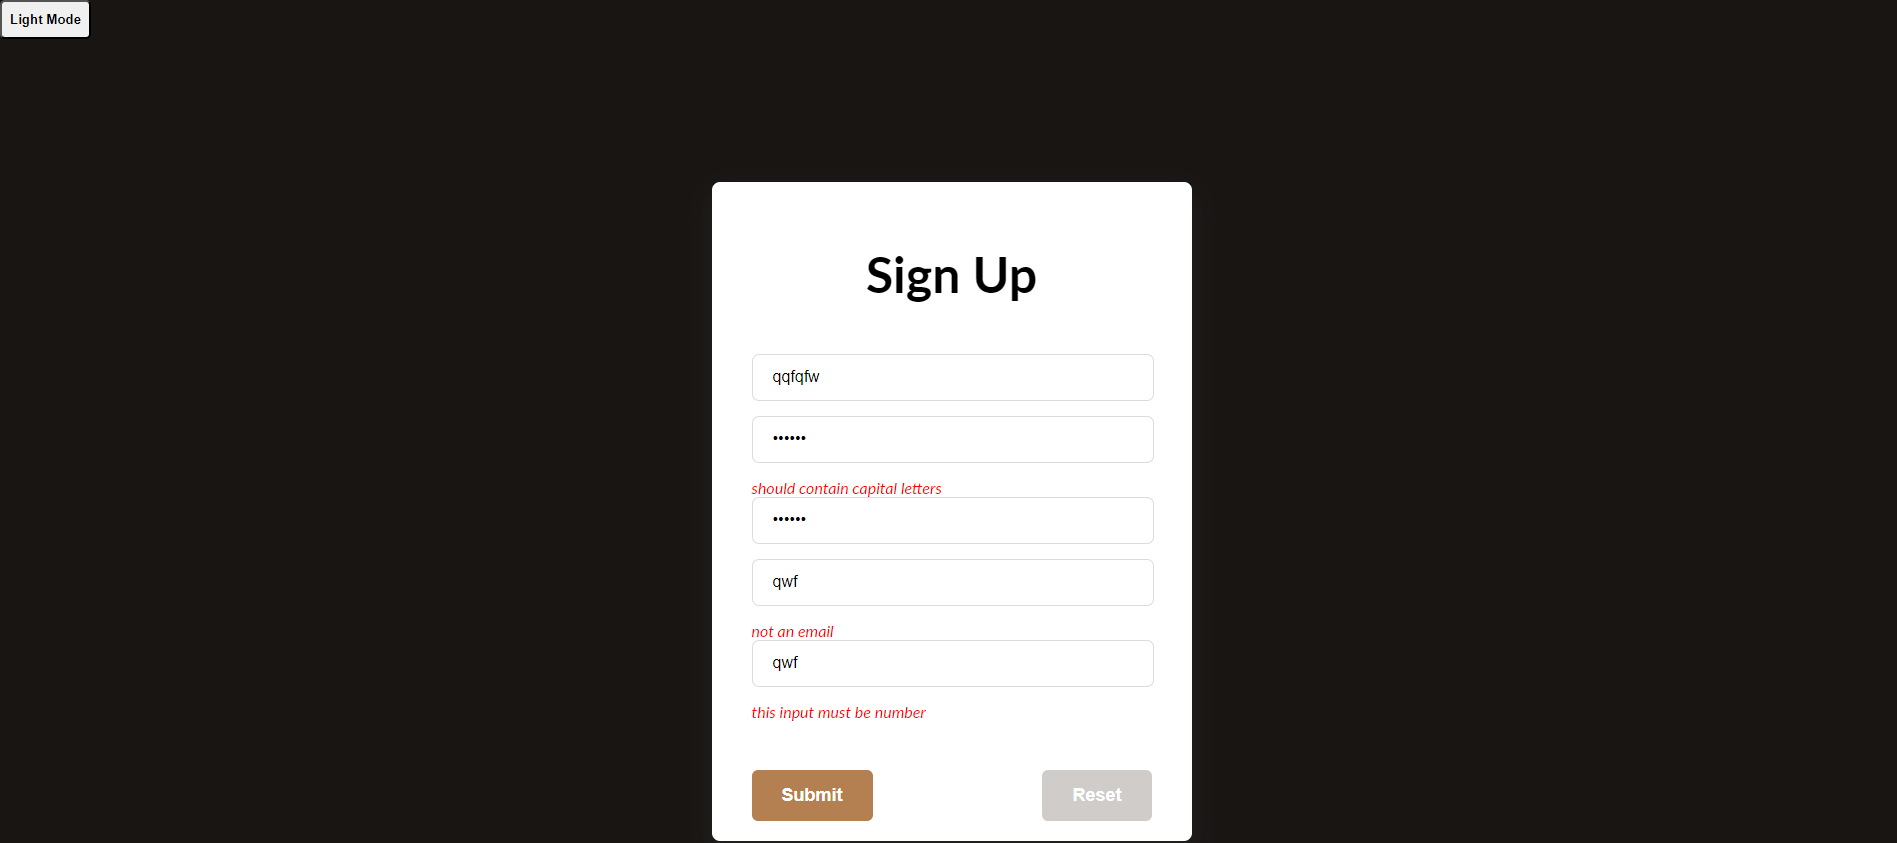 Light Mode
Sign Up
qqfqfw
••••••
should contain capital letters
••••••
qwf
not an email
qwf
this input must be number
Submit
Reset